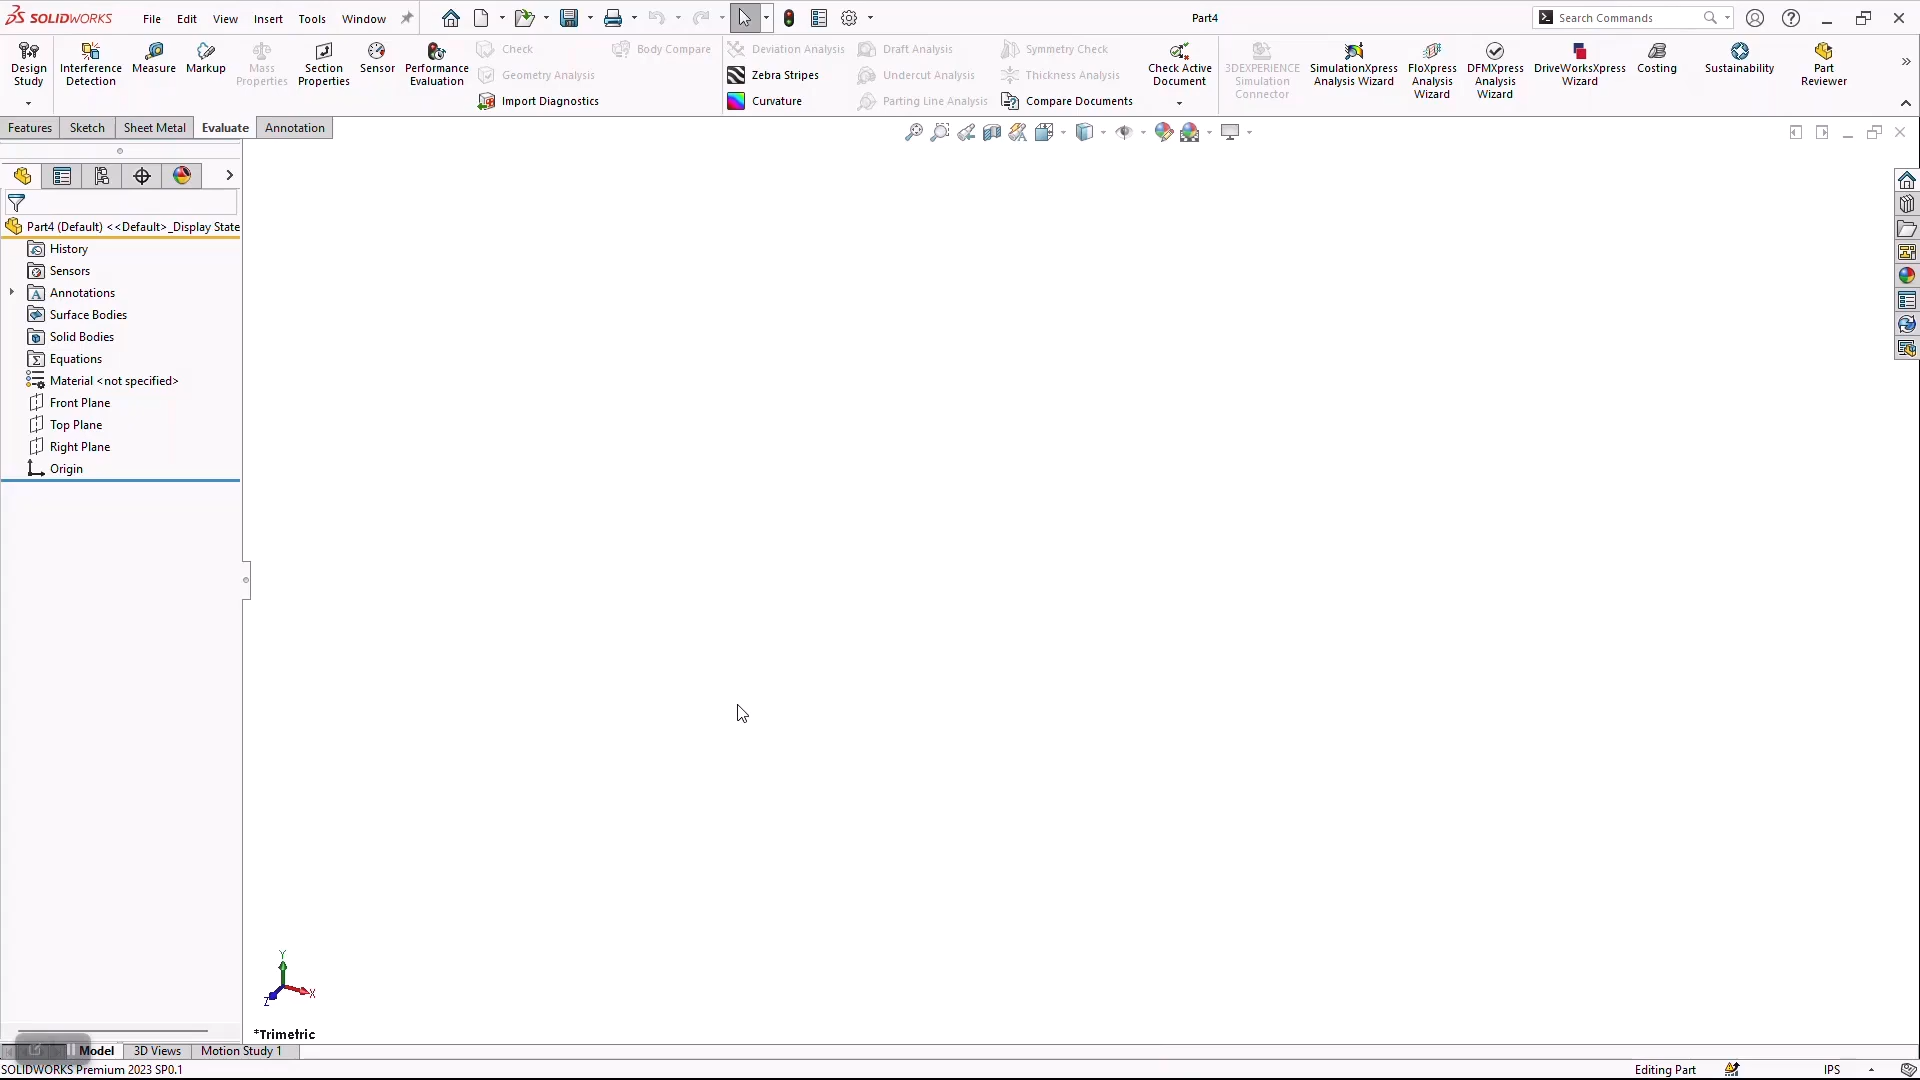 SOLIDWORKS File Edit View Insert Tools Window Part4 Search Commands
Design Study
Interference Detection
Measure
Markup
Mass Properties
Section Properties
Sensor
Performance Evaluation
Check
Geometry Analysis
Import Diagnostics
Body Compare
Deviation Analysis
Zebra Stripes
Curvature
Draft Analysis
Undercut Analysis
Parting Line Analysis
Symmetry Check
Thickness Analysis
Compare Documents
Check Active Document
3DEXPERIENCE Simulation Connector
SimulationXpress Analysis Wizard
FloXpress Analysis Wizard
DFMXpress Analysis Wizard
DriveWorksXpress Wizard
Costing
Sustainability
Part Reviewer
Features Sketch Sheet Metal Evaluate Annotation
Part4 (Default) <<Default>_Display State
History
Sensors
Annotations
Surface Bodies
Solid Bodies
Equations
Material <not specified>
Front Plane
Top Plane
Right Plane
Origin
Y
X
Z
*Trimetric
Model 3D Views Motion Study 1
SOLIDWORKS Premium 2023 SP0.1 Editing Part IPS